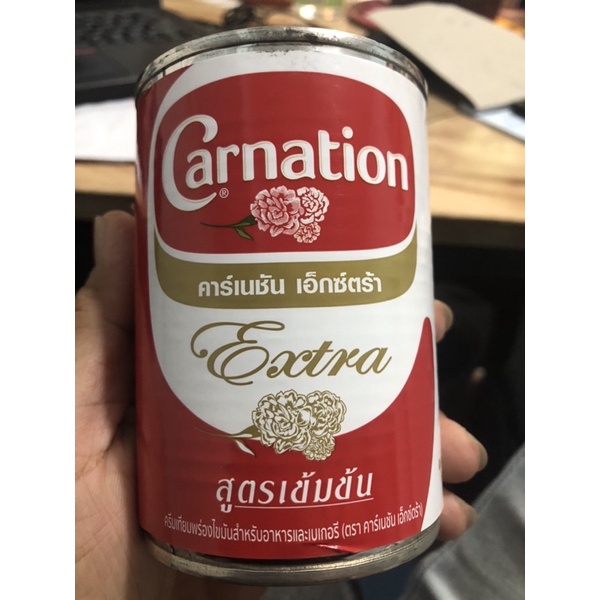 Carnation
®
คาร์เนชัน เอ็กซ์ตร้า
Extra
สูตรเข้มข้น
ครีมเทียมพร่องไขมันสำหรับอาหารและเบเกอรี่ (ตรา คาร์เนชัน เอ็กซ์ตร้า)